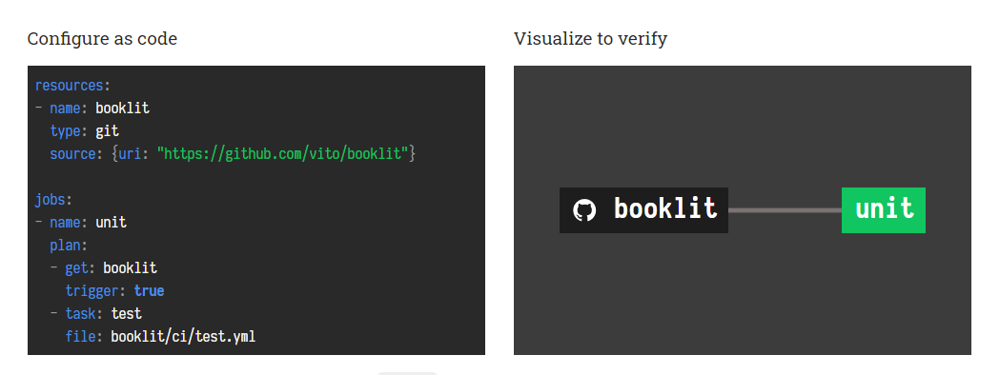 Configure as code
resources:
- name: booklit
  type: git
  source: {uri: "https://github.com/vito/booklit"}
jobs:
- name: unit
  plan:
  - get: booklit
    trigger: true
  - task: test
    file: booklit/ci/test.yml
Visualize to verify
booklit
unit